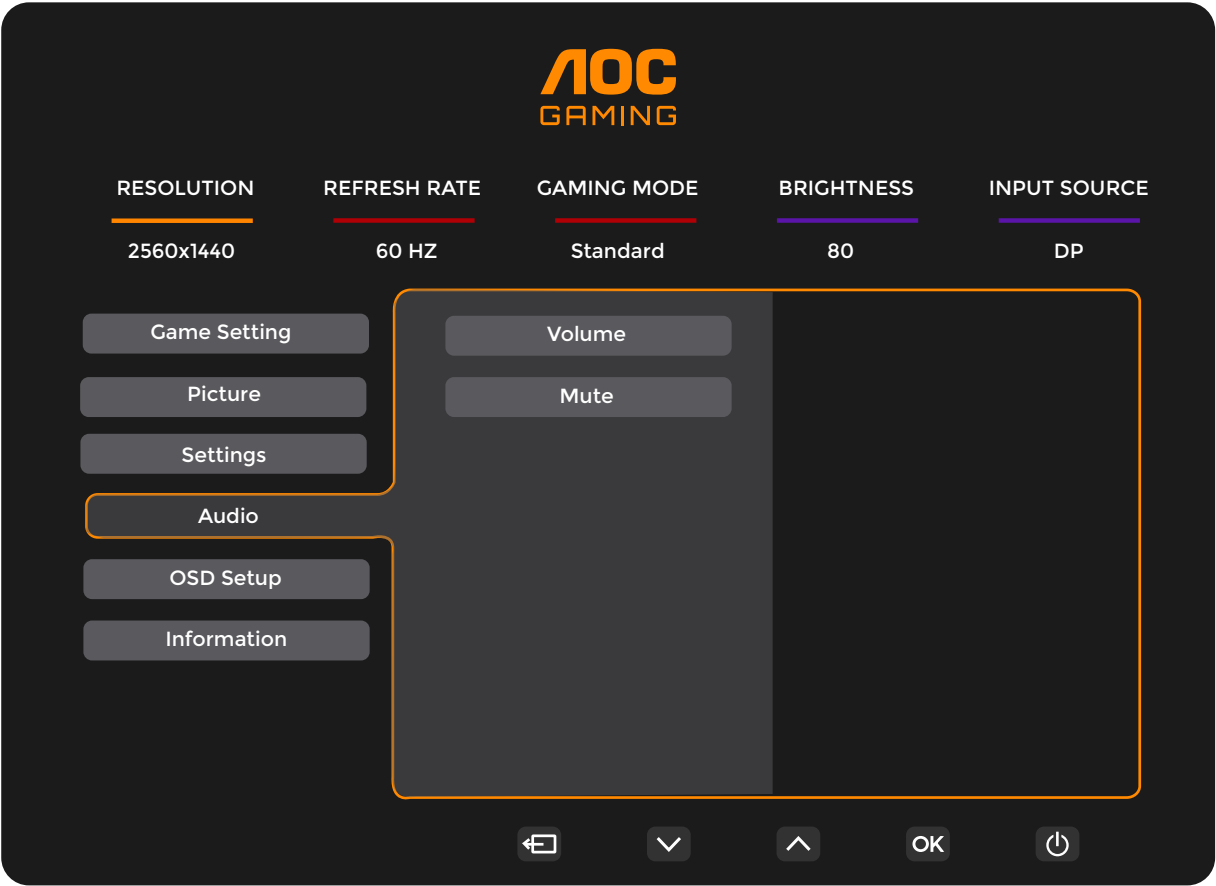 AOC
GAMING
RESOLUTION REFRESH RATE GAMING MODE BRIGHTNESS INPUT SOURCE
2560x1440 60 HZ Standard 80 DP
Game Setting
Volume
Picture
Mute
Settings
Audio
OSD Setup
Information
OK